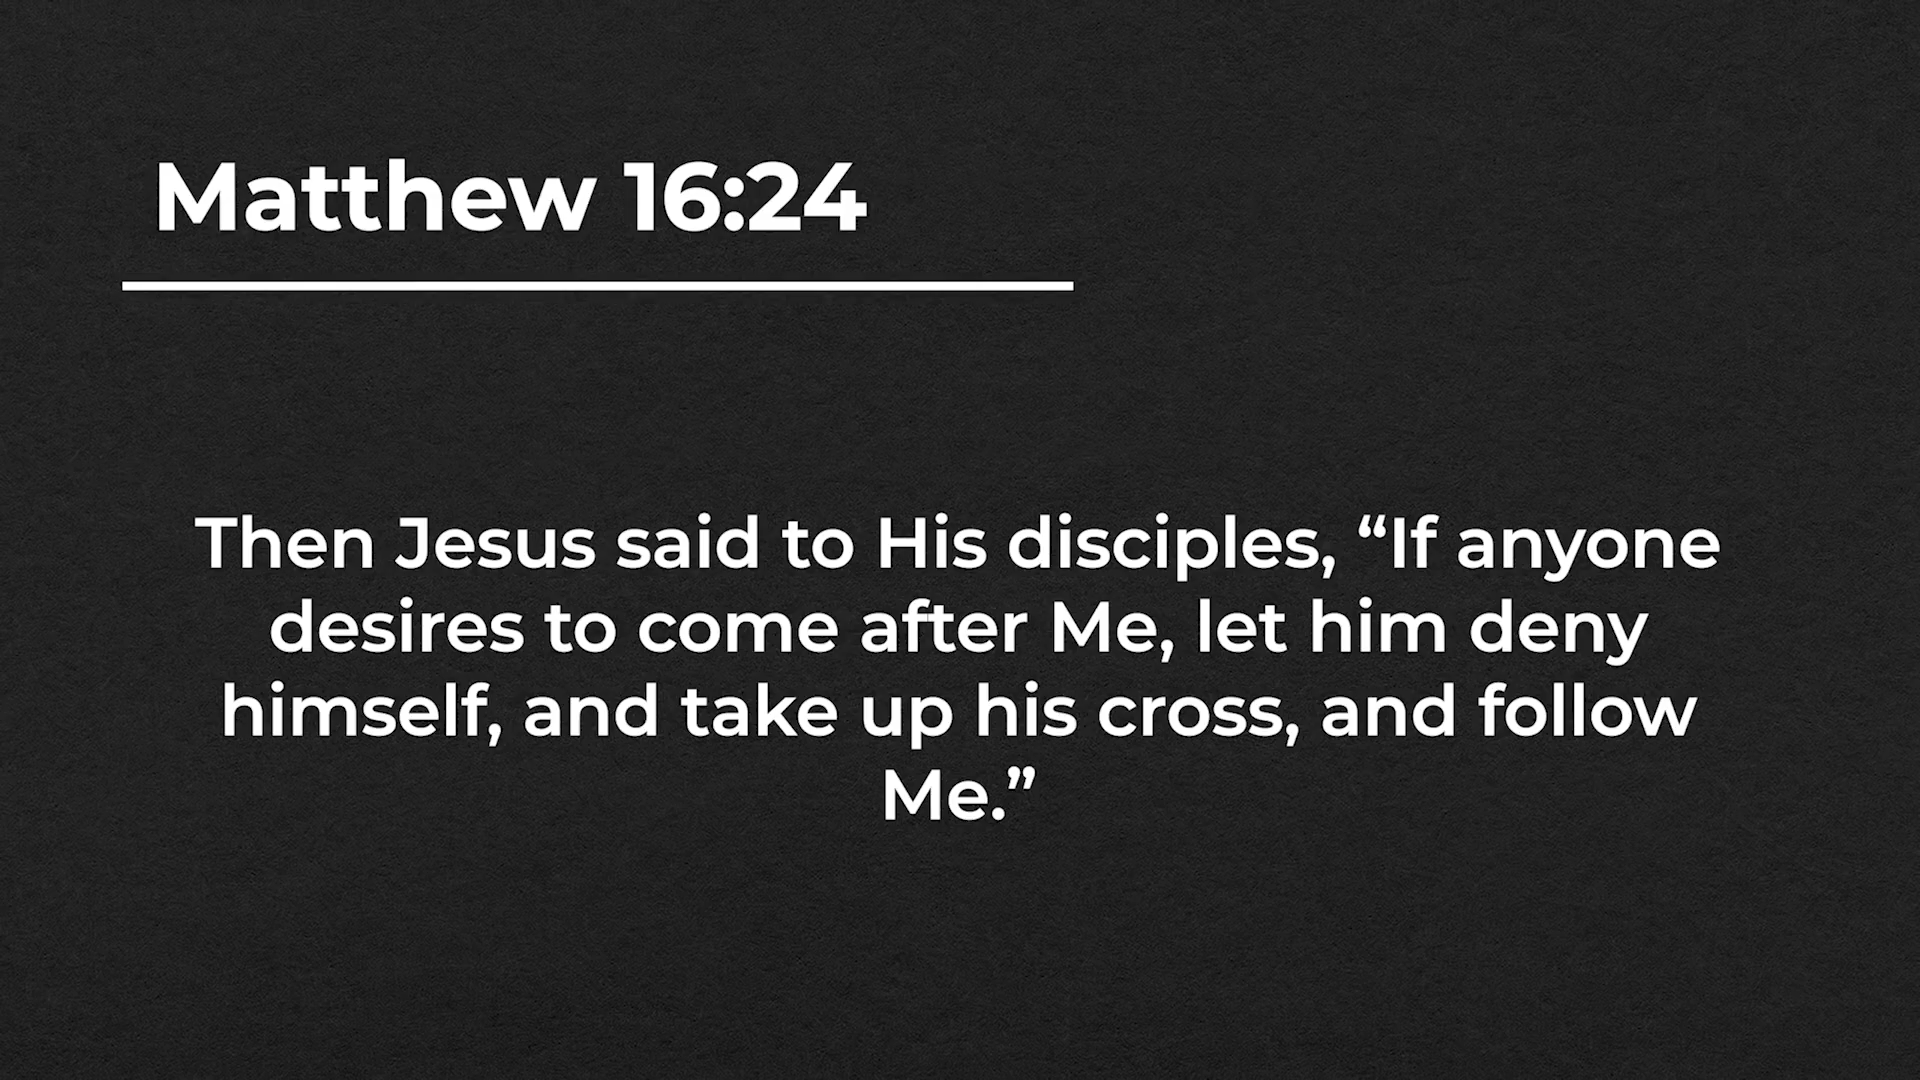 Matthew 16:24
Then Jesus said to His disciples, “If anyone
desires to come after Me, let him deny
himself, and take up his cross, and follow
Me.”